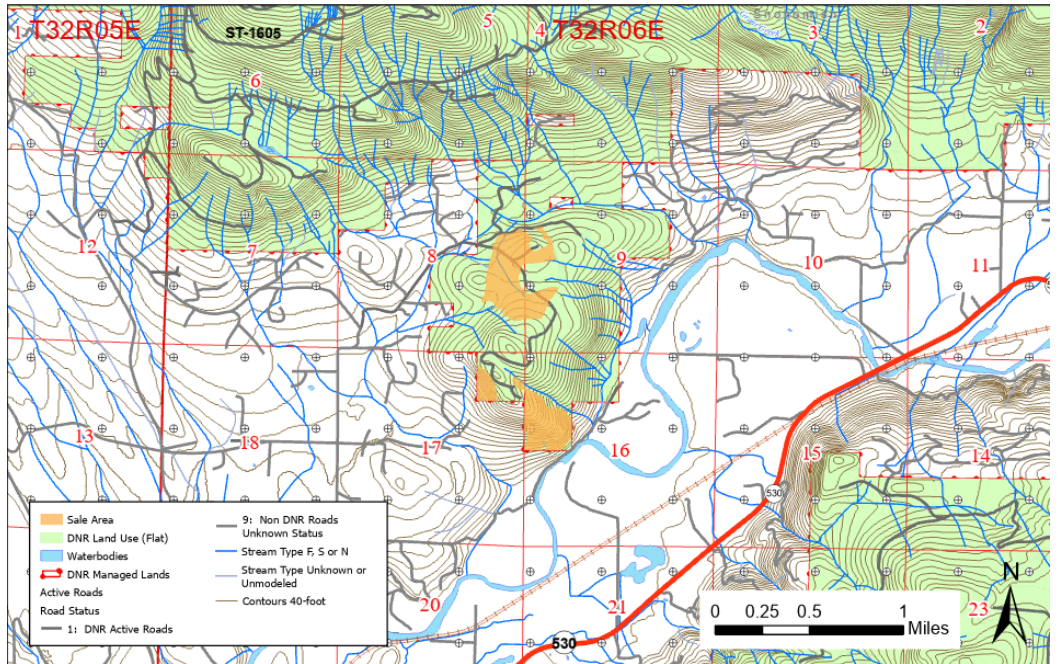 1
T32R05E
ST-1605
5
4
T32R06E
Snohomish
3
2
6
12
7
8
9
10
11
13
18
17
16
15
14
530
Sale Area
DNR Land Use (Flat)
Waterbodies
DNR Managed Lands
Active Roads
Road Status
1: DNR Active Roads
9: Non DNR Roads
Unknown Status
Stream Type F, S or N
Stream Type Unknown or
Unmodeled
Contours 40-foot
20
21
530
23
N
0 0.25 0.5 1
Miles